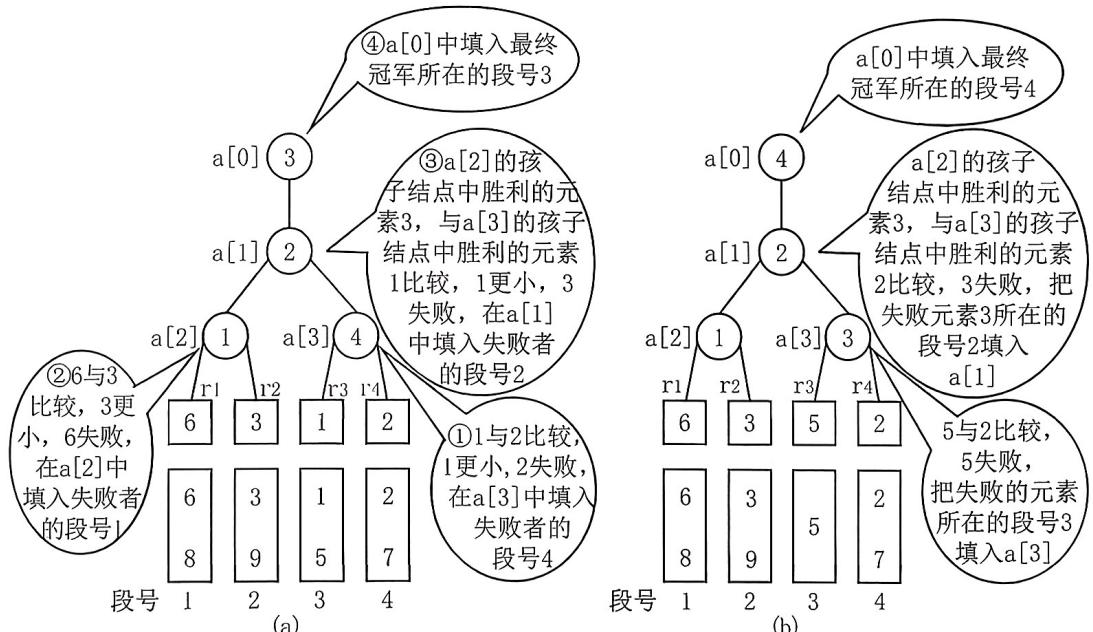 ④a[0]中填入最终
冠军所在的段号3
a[0]
3
③a[2]的孩
子结点中胜利的元
素3，与a[3]的孩子
结点中胜利的元素
1比较，1更小，3
失败，在a[1]
中填入失败者
的段号2
a[1]
2
a[2]
1
a[3]
4
②6与3
比较，3更
小，6失败，
在a[2]中
填入失败者
的段号1
r1 r2 r3 r4
6 3 1 2
①1与2比较，
1更小，2失败，
在a[3]中填入
失败者的
段号4
6 3 1 2
8 9 5 7
段号 1 2 3 4
(a)
a[0]中填入最终
冠军所在的段号4
a[0]
4
a[2]的孩子
结点中胜利的元
素3，与a[3]的孩子
结点中胜利的元素
2比较，3失败，把
失败元素3所在的
段号2填入
a[1]
a[1]
2
a[2]
1
a[3]
3
r1 r2 r3 r4
6 3 5 2
5与2比较，
5失败，
把失败的元素
所在的段号3
填入a[3]
6 3 2
5
8 9 7
段号 1 2 3 4
(b)